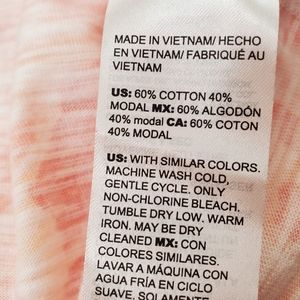 MADE IN VIETNAM/ HECHO
EN VIETNAM/ FABRIQUÉ AU
VIETNAM
US: 60% COTTON 40%
MODAL MX: 60% ALGODÓN
40% modal CA: 60% COTON
40% MODAL
US: WITH SIMILAR COLORS.
MACHINE WASH COLD,
GENTLE CYCLE. ONLY
NON-CHLORINE BLEACH.
TUMBLE DRY LOW. WARM
IRON. MAY BE DRY
CLEANED MX: CON
COLORES SIMILARES.
LAVAR A MÁQUINA CON
AGUA FRÍA EN CICLO
SUAVE. SOLAMENTE